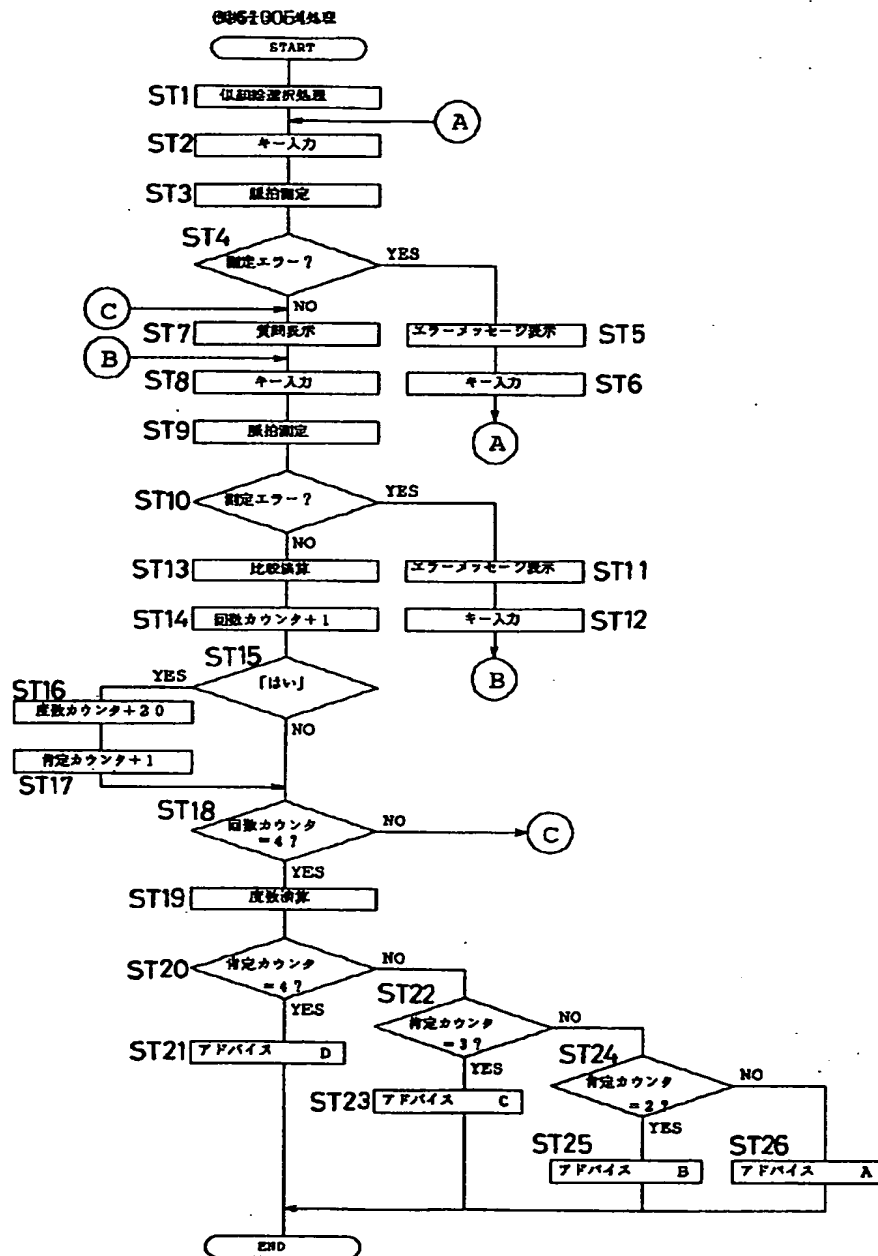 START
ST1
似顔絵選択処理
A
ST2
キー入力
ST3
脈拍測定
ST4
測定エラー?
YES
NO
C
ST7
質問表示
エラーメッセージ表示
ST5
B
ST8
キー入力
キー入力
ST6
ST9
脈拍測定
A
ST10
測定エラー?
YES
NO
ST13
比較演算
エラーメッセージ表示
ST11
ST14
回数カウンタ+1
キー入力
ST12
ST15
「はい」
YES
NO
B
ST16
度数カウンタ+20
肯定カウンタ+1
ST17
ST18
回数カウンタ
=4?
NO
C
YES
ST19
度数演算
ST20
肯定カウンタ
=4?
NO
YES
ST22
肯定カウンタ
=3?
NO
YES
ST21
アドバイス D
ST24
肯定カウンタ
=2?
NO
YES
ST23
アドバイス C
ST25
アドバイス B
ST26
アドバイス A
END